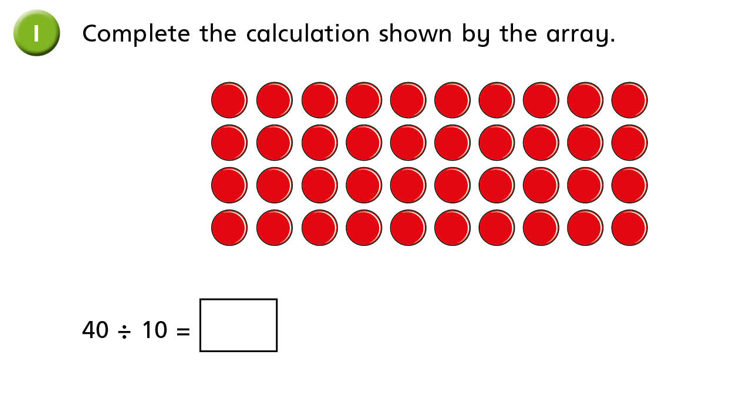 1 Complete the calculation shown by the array.
40 ÷ 10 =